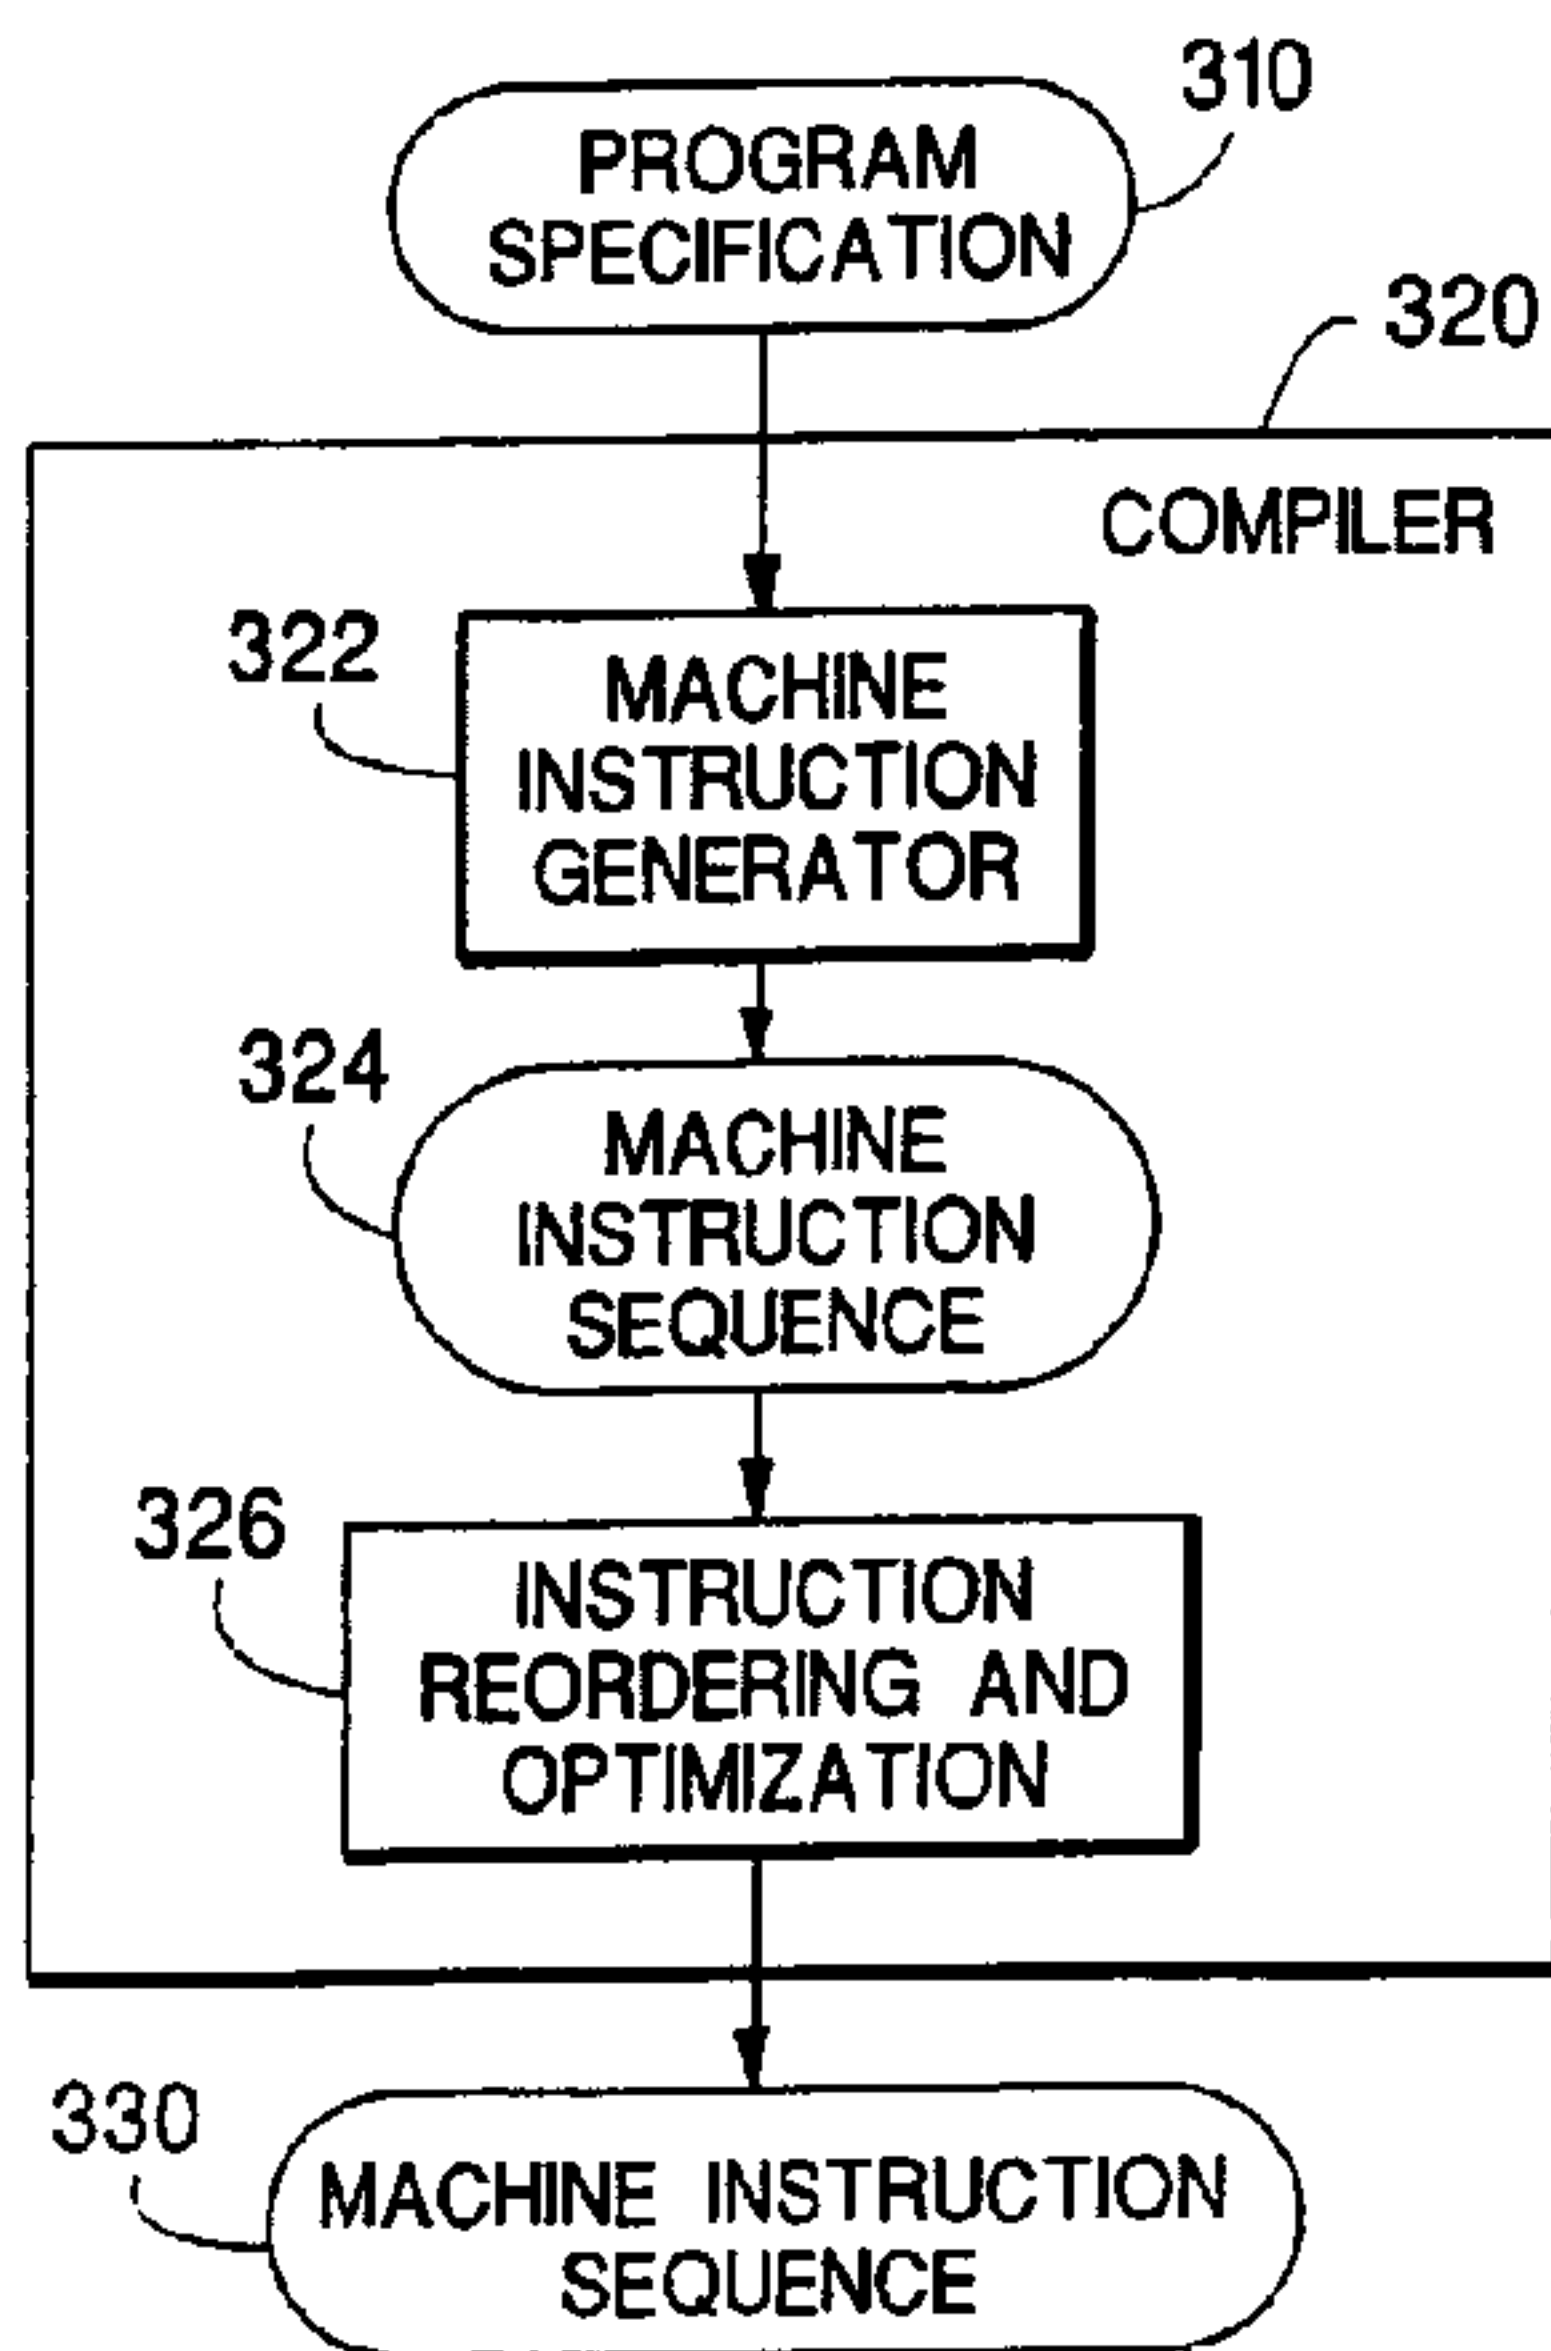 310
PROGRAM
SPECIFICATION
320
COMPILER
322
MACHINE
INSTRUCTION
GENERATOR
324
MACHINE
INSTRUCTION
SEQUENCE
326
INSTRUCTION
REORDERING AND
OPTIMIZATION
330
MACHINE INSTRUCTION
SEQUENCE